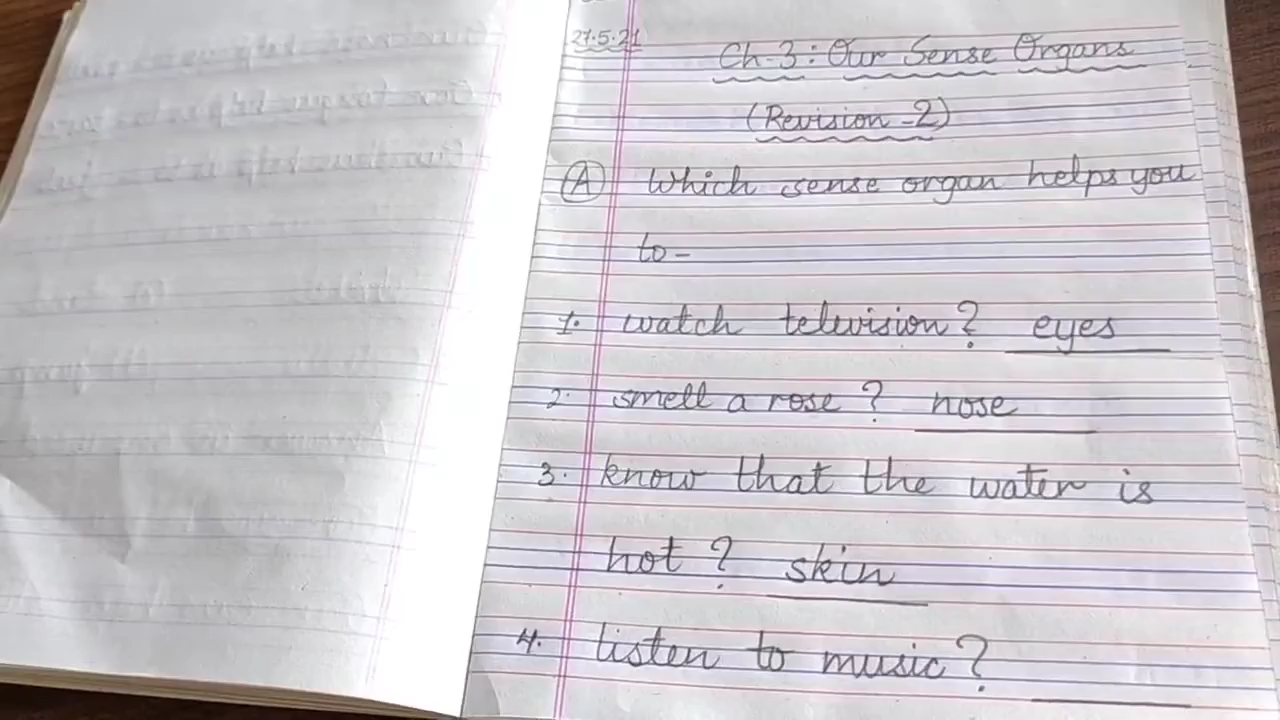 27.5.21
Ch-3: Our Sense Organs
(Revision -2)
(A) Which sense organ helps you
to -
1. watch television? eyes
2. smell a rose? nose
3. know that the water is
hot? skin
4. listen to music?